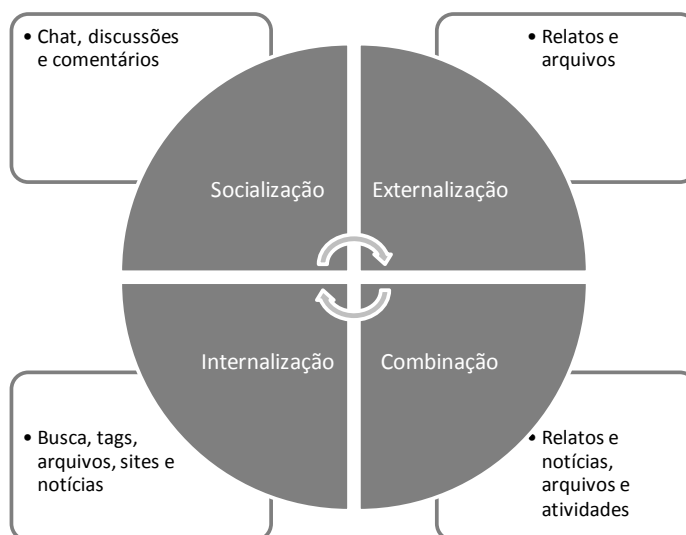 • Chat, discussões
e comentários
• Relatos e
arquivos
Socialização
Externalização
Internalização
Combinação
• Busca, tags,
arquivos, sites e
notícias
• Relatos e
notícias,
arquivos e
atividades